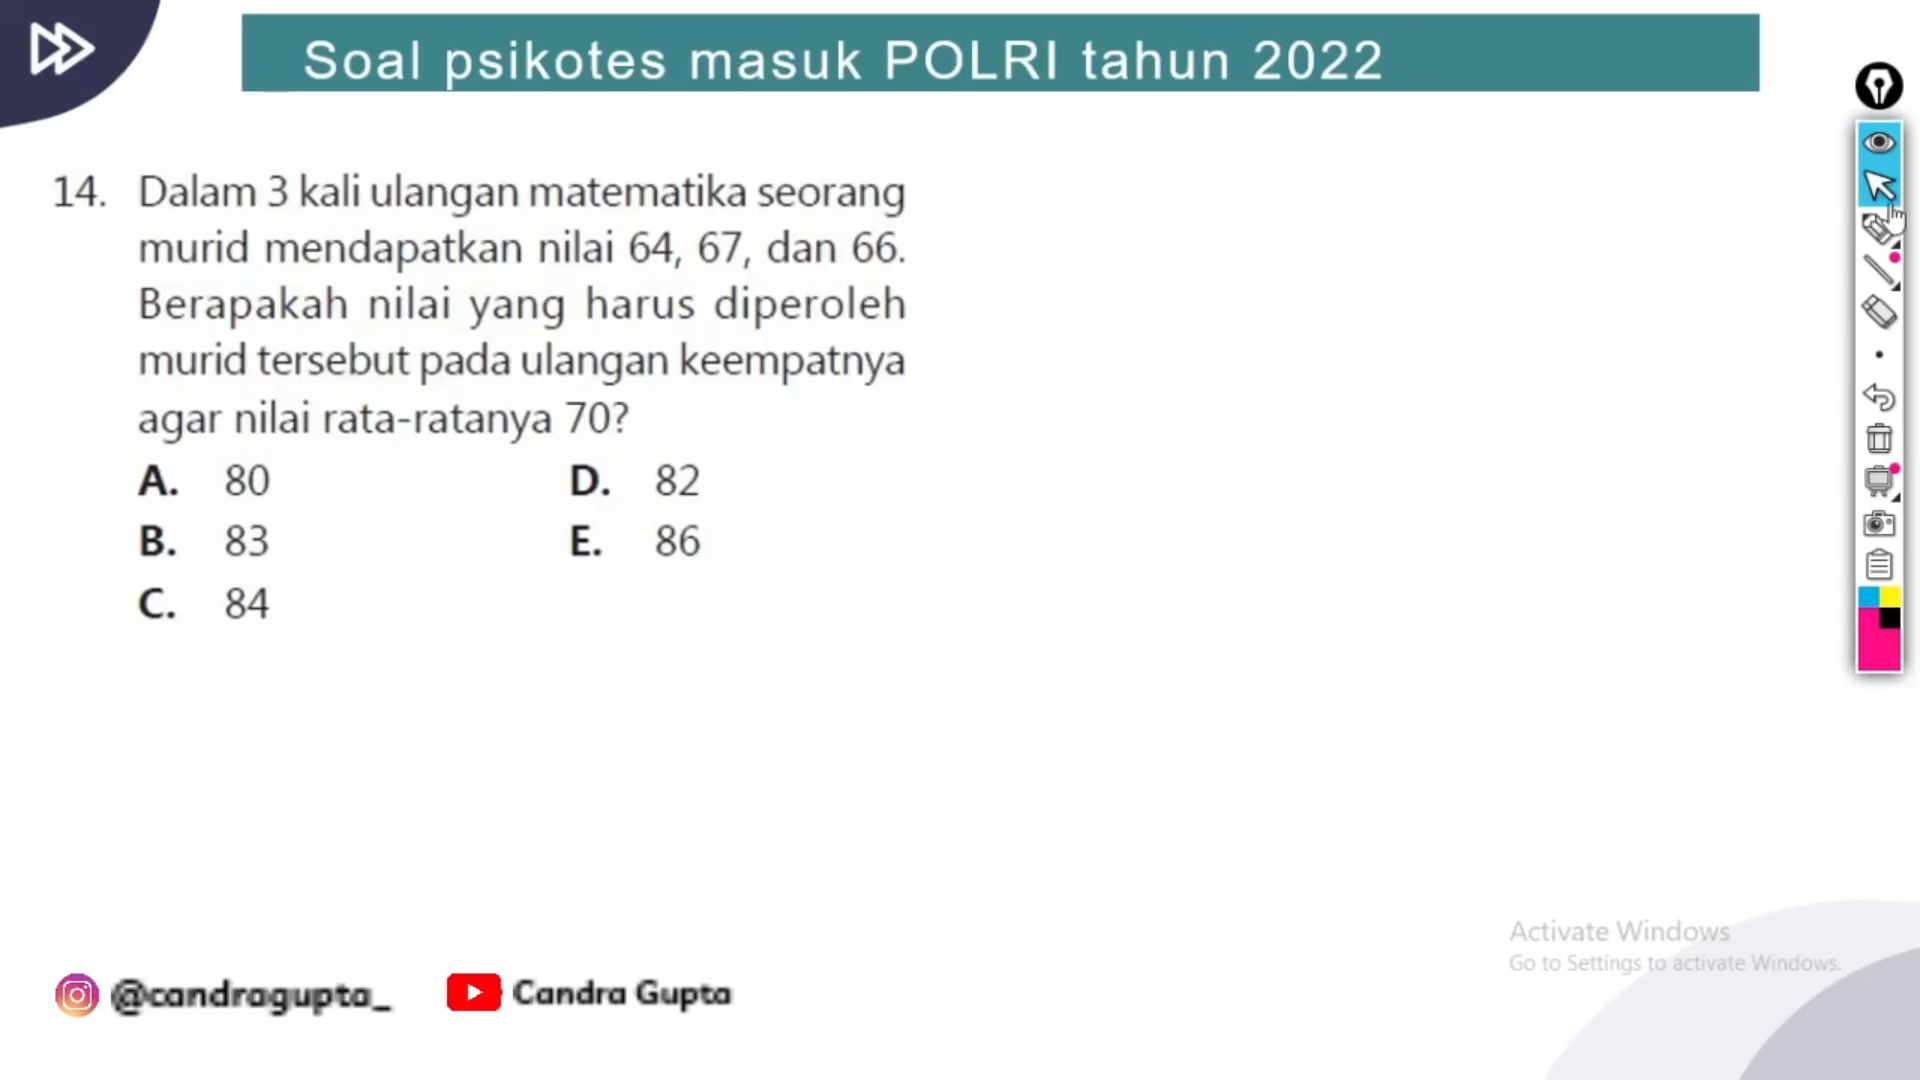 Soal psikotes masuk POLRI tahun 2022
14. Dalam 3 kali ulangan matematika seorang
murid mendapatkan nilai 64, 67, dan 66.
Berapakah nilai yang harus diperoleh
murid tersebut pada ulangan keempatnya
agar nilai rata-ratanya 70?
A. 80 D. 82
B. 83 E. 86
C. 84
Activate Windows
Go to Settings to activate Windows.
@candragupta_ Candra Gupta